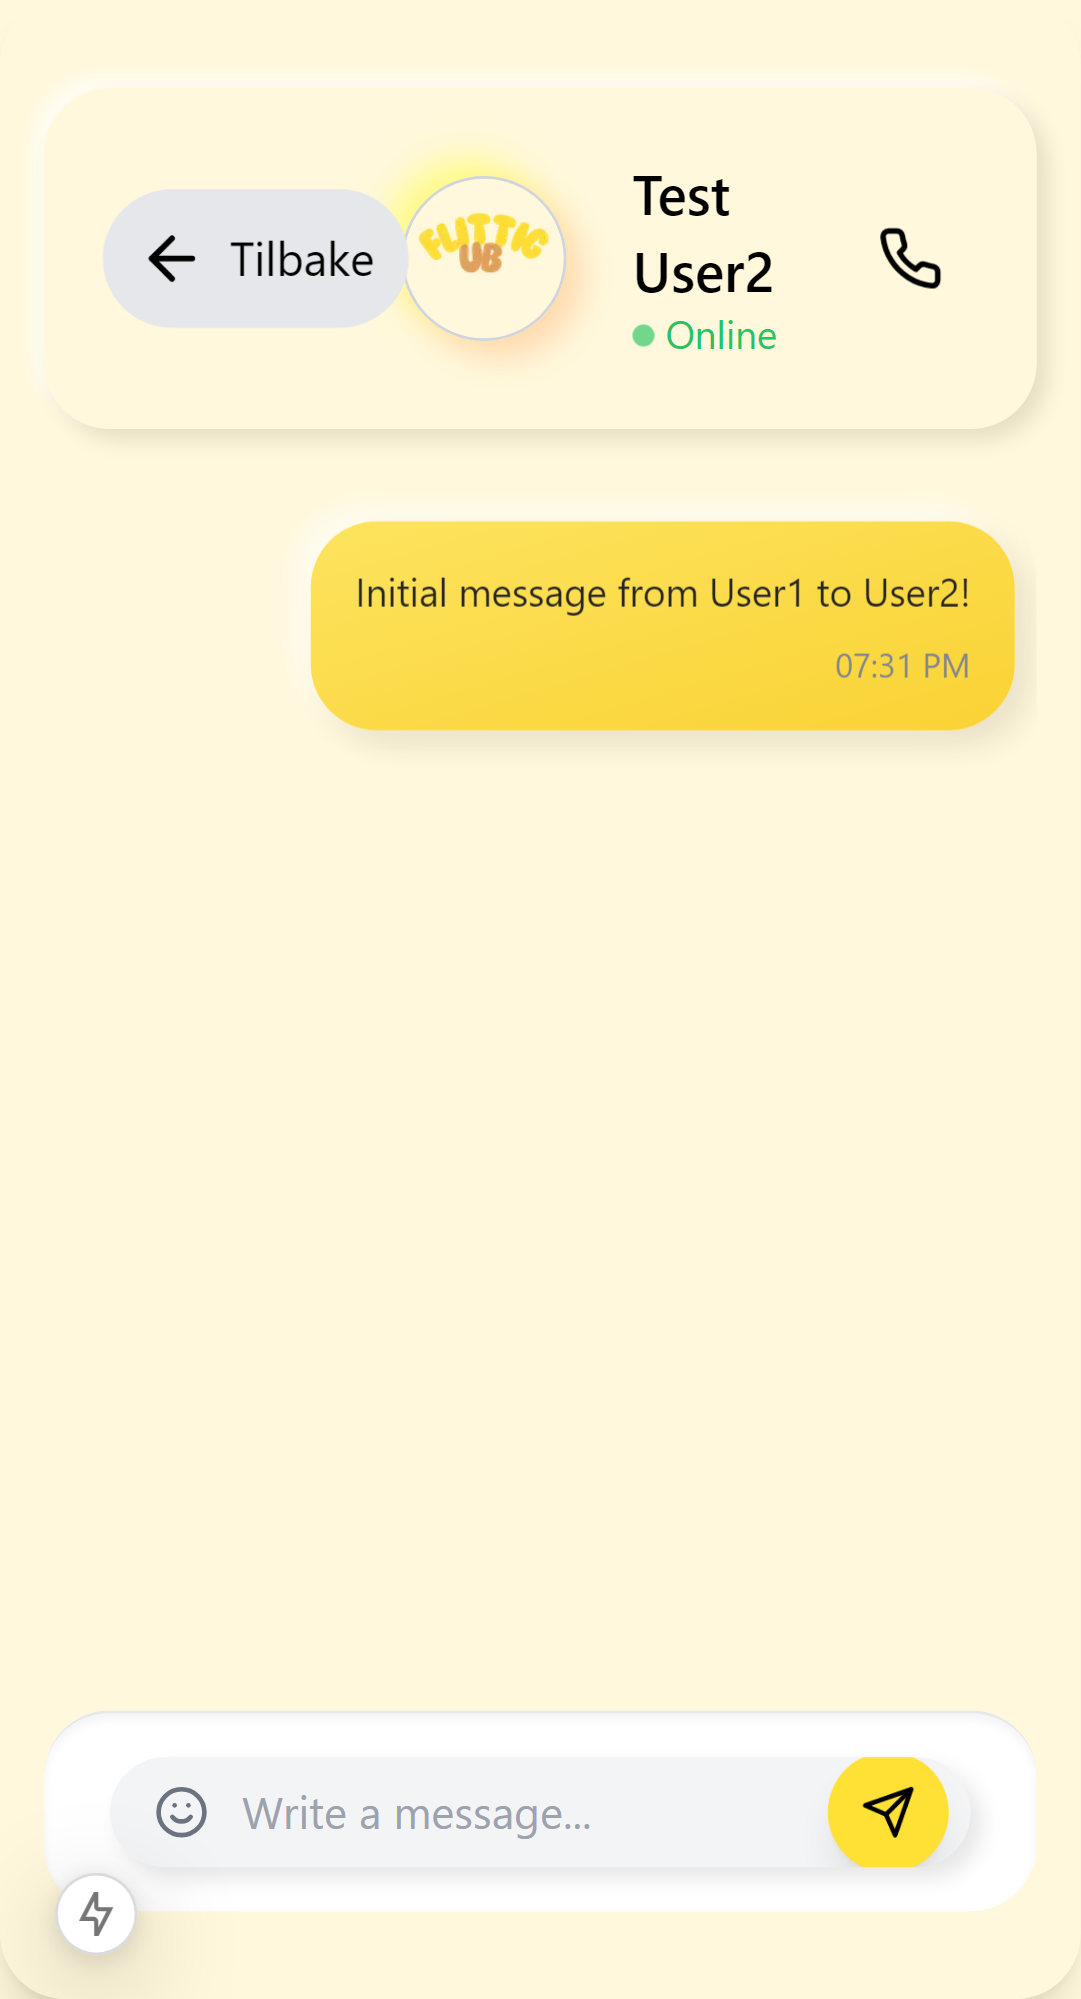 Tilbake
FLITTIG
UB
Test
User2
Online
Initial message from User1 to User2!
07:31 PM
Write a message...